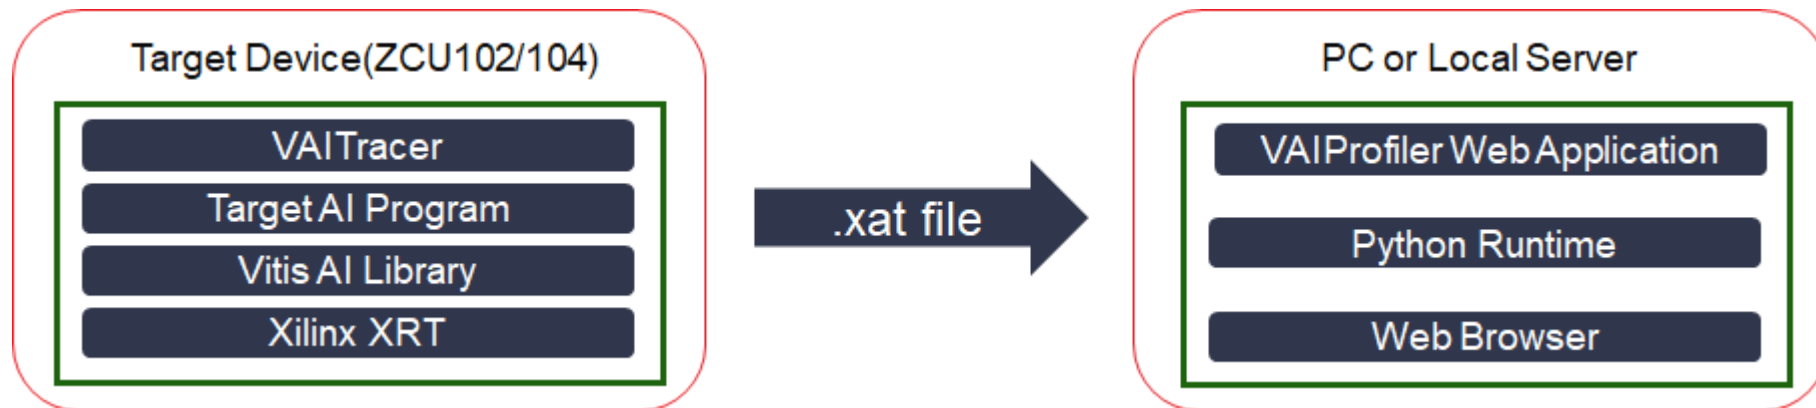 Target Device(ZCU102/104)
VAITracer
Target AI Program
Vitis AI Library
Xilinx XRT
.xat file
PC or Local Server
VAIProfiler Web Application
Python Runtime
Web Browser